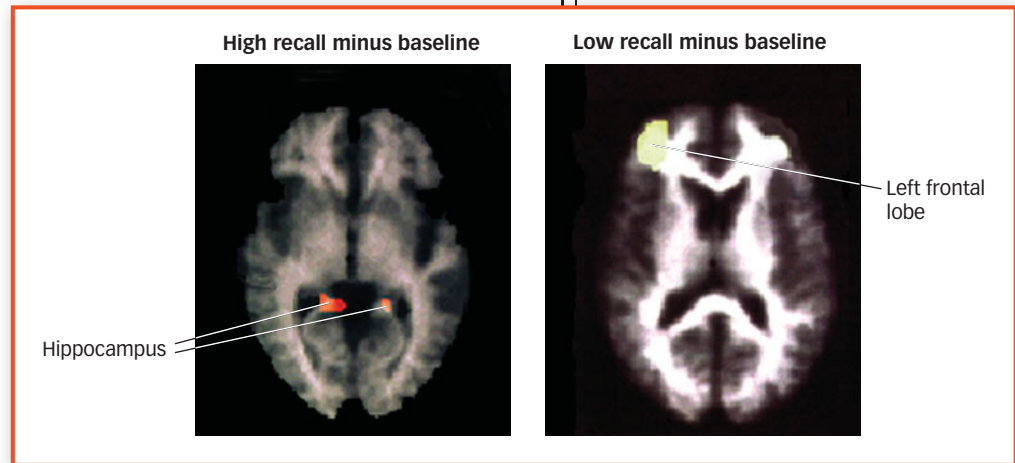 High recall minus baseline
Low recall minus baseline
Left frontal
lobe
Hippocampus